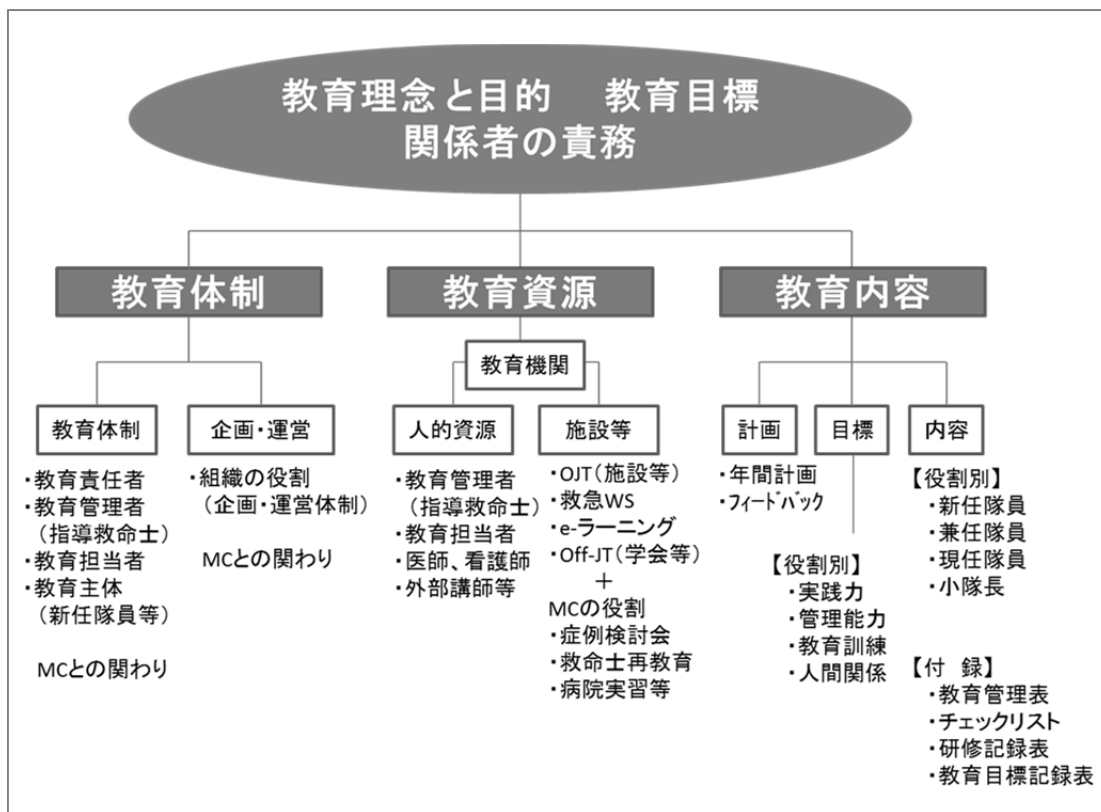 教育理念と目的　教育目標
関係者の責務
教育体制
教育資源
教育内容
教育機関
教育体制
企画・運営
人的資源
施設等
計画
目標
内容
・教育責任者
・教育管理者
（指導救命士）
・教育担当者
・教育主体
（新任隊員等）
MCとの関わり
・組織の役割
（企画・運営体制）
MCとの関わり
・教育管理者
（指導救命士）
・教育担当者
・医師、看護師
・外部講師等
・OJT（施設等）
・救急WS
・e-ラーニング
・Off-JT（学会等）
＋
MCの役割
・症例検討会
・救命士再教育
・病院実習等
・年間計画
・ﾌｨｰﾄﾞﾊﾞｯｸ
【役割別】
・実践力
・管理能力
・教育訓練
・人間関係
【役割別】
・新任隊員
・兼任隊員
・現任隊員
・小隊長
【付　録】
・教育管理表
・チェックリスト
・研修記録表
・教育目標記録表